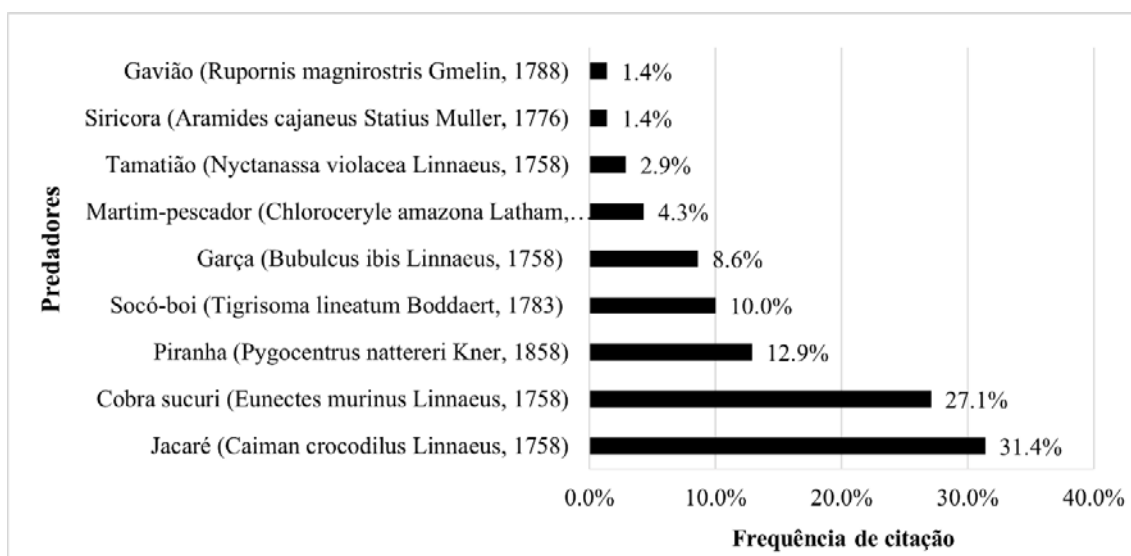 Predadores
Gavião (Rupornis magnirostris Gmelin, 1788)
1.4%
Siricora (Aramides cajaneus Statius Muller, 1776)
1.4%
Tamatião (Nyctanassa violacea Linnaeus, 1758)
2.9%
Martim-pescador (Chloroceryle amazona Latham,…
4.3%
Garça (Bubulcus ibis Linnaeus, 1758)
8.6%
Socó-boi (Tigrisoma lineatum Boddaert, 1783)
10.0%
Piranha (Pygocentrus nattereri Kner, 1858)
12.9%
Cobra sucuri (Eunectes murinus Linnaeus, 1758)
27.1%
Jacaré (Caiman crocodilus Linnaeus, 1758)
31.4%
0.0% 10.0% 20.0% 30.0% 40.0%
Frequência de citação